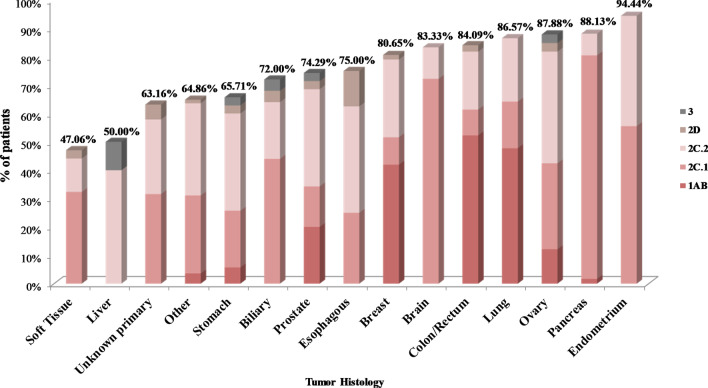 100%
90%
80%
70%
60%
50%
40%
30%
20%
10%
0%
% of patients
47.06%
50.00%
63.16%
64.86%
65.71%
72.00%
74.29%
75.00%
80.65%
83.33%
84.09%
86.57%
87.88%
88.13%
94.44%
3
2D
2C.2
2C.1
1AB
Soft Tissue
Liver
Unknown primary
Other
Stomach
Biliary
Prostate
Esophagous
Breast
Brain
Colon/Rectum
Lung
Ovary
Pancreas
Endometrium
Tumor Histology